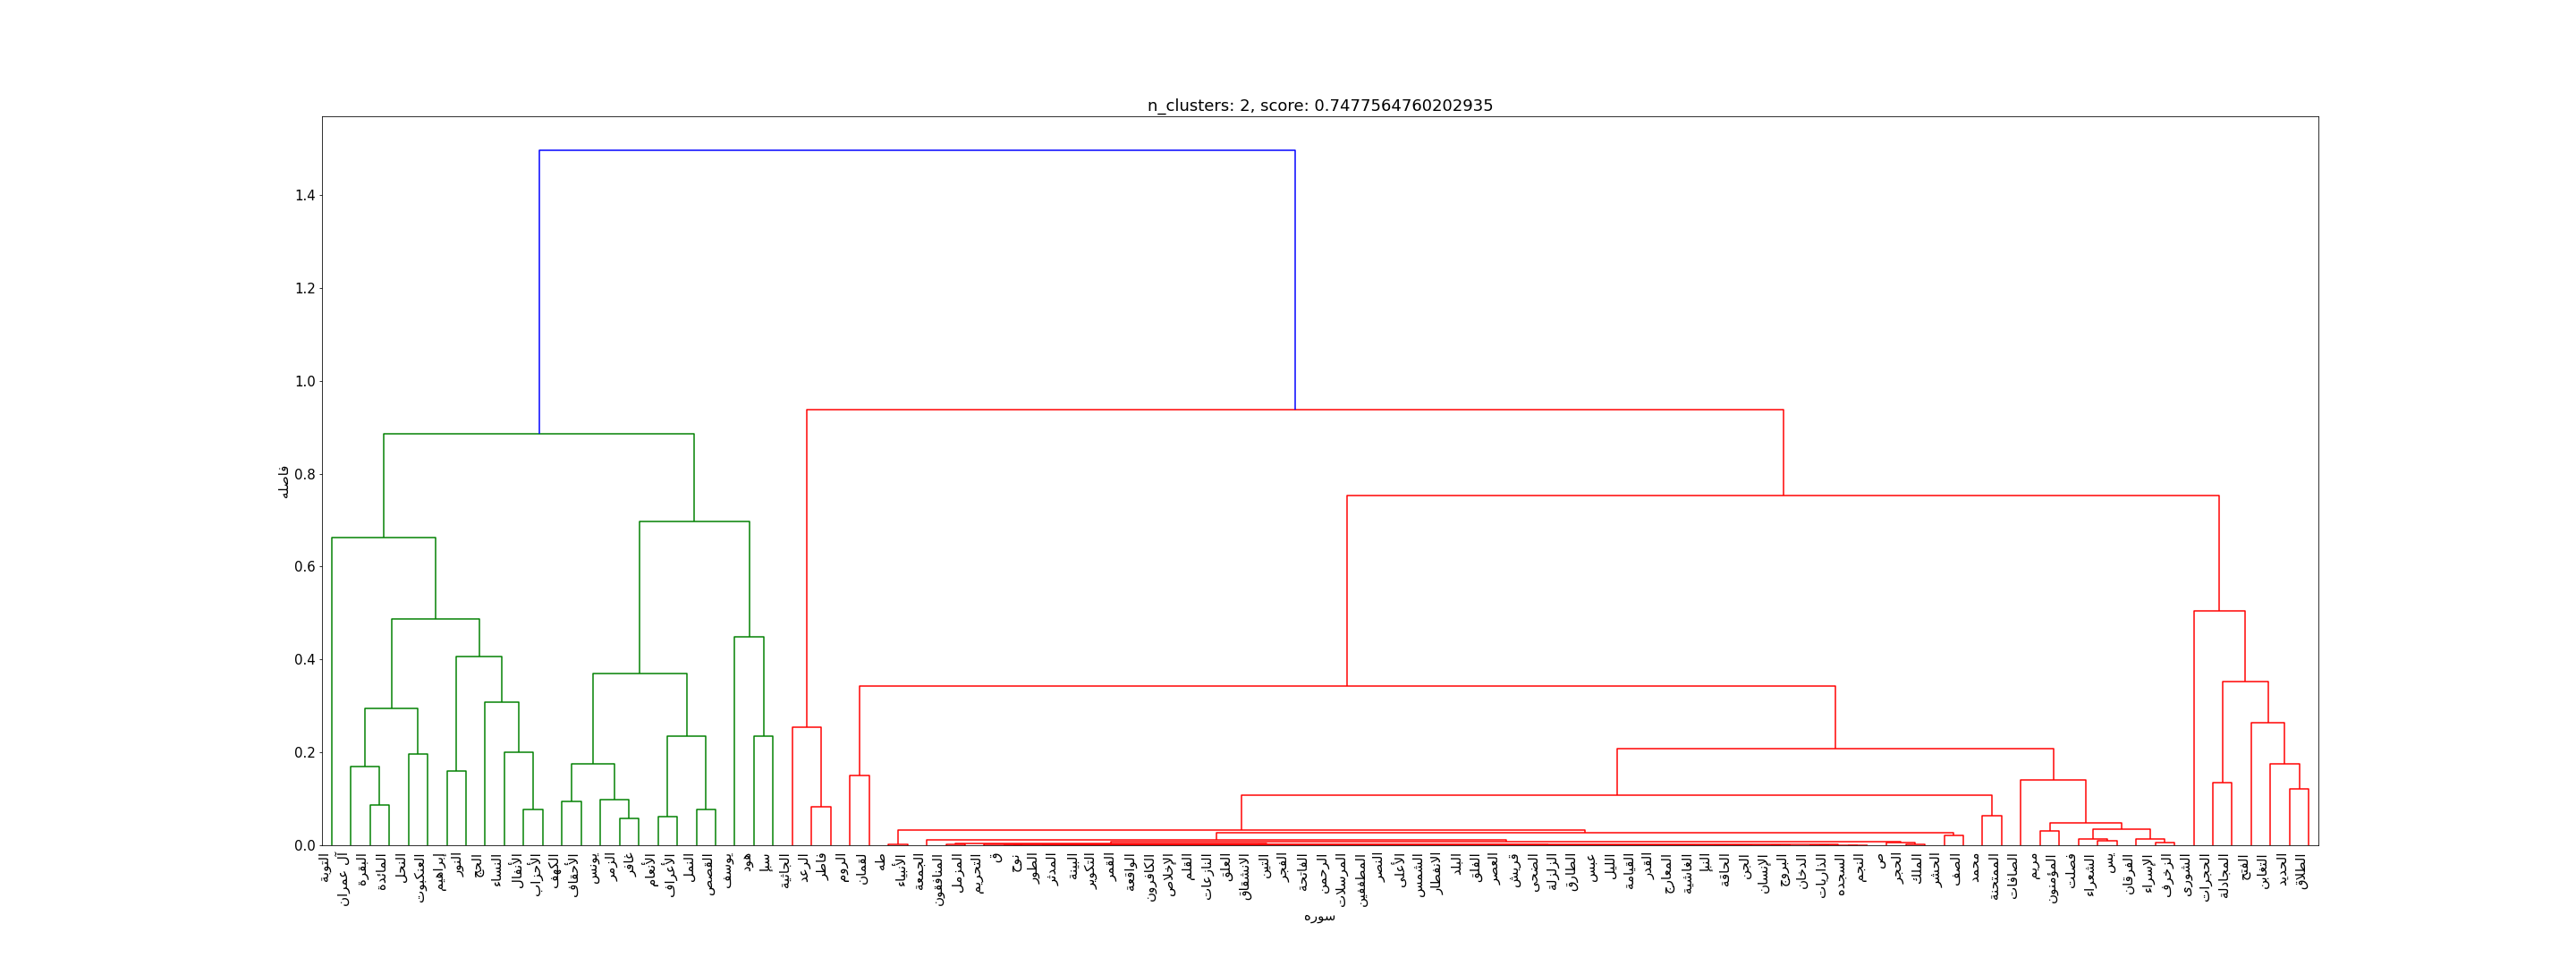 n_clusters: 2, score: 0.7477564760202935
1.4
1.2
1.0
0.8
0.6
0.4
0.2
0.0
فاصله
التوبة
آل عمران
البقرة
المائدة
النحل
العنكبوت
إبراهيم
النور
الحج
النساء
الأنفال
الأحزاب
الكهف
الأحقاف
يونس
الزمر
غافر
الأنعام
الأعراف
النمل
القصص
يوسف
هود
سبإ
الجاثية
الرعد
فاطر
الروم
لقمان
طه
الأنبياء
الجمعة
المنافقون
المزمل
التحريم
ق
نوح
الطور
المدثر
البينة
التكوير
القمر
الواقعة
الكافرون
الإخلاص
القلم
النازعات
العلق
الانشقاق
التين
الفجر
الفاتحة
الرحمن
المرسلات
المطففين
النصر
الأعلى
الشمس
الانفطار
البلد
الفلق
العصر
قريش
الضحى
الزلزلة
الطارق
عبس
الليل
القيامة
القدر
المعارج
الغاشية
النبإ
الحاقة
الجن
الإنسان
البروج
الدخان
الذاريات
السجده
النجم
ص
الحجر
الملك
الحشر
الصف
محمد
الممتحنة
الصافات
مريم
المؤمنون
فصلت
الشعراء
يس
الفرقان
الإسراء
الزخرف
الشورى
الحجرات
المجادلة
الفتح
التغابن
الحديد
الطلاق
سوره